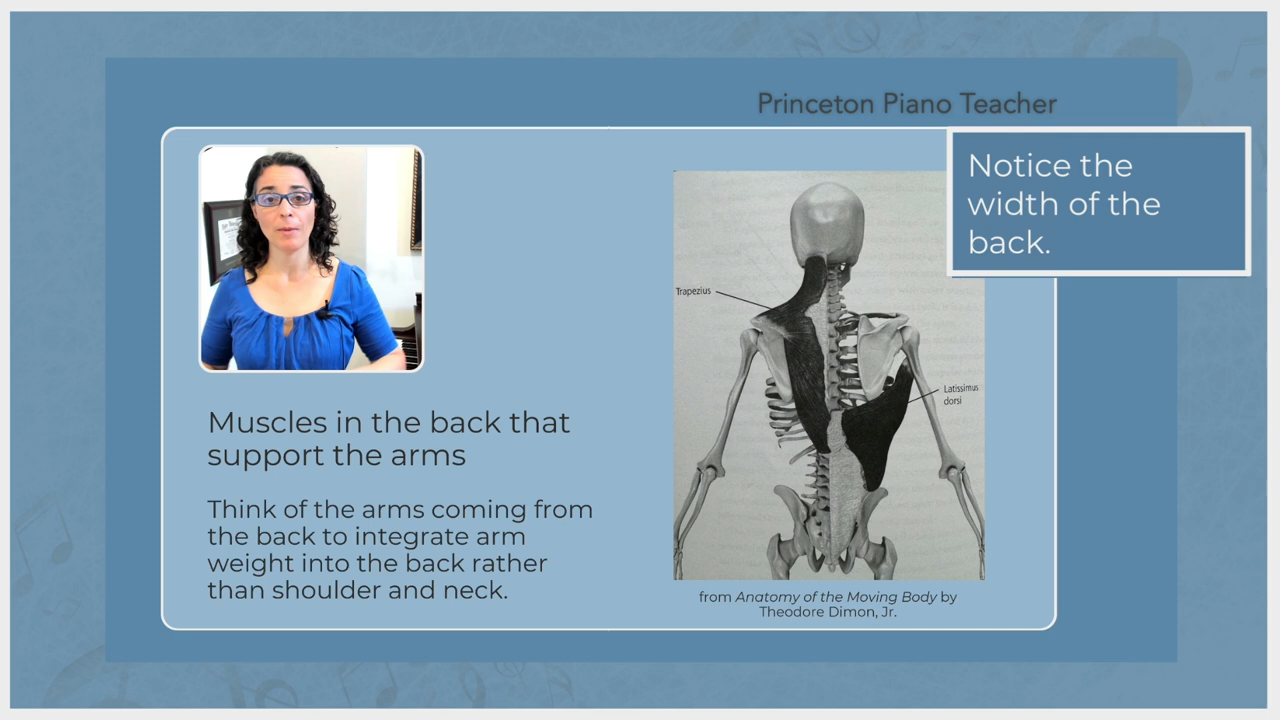 Princeton Piano Teacher
Notice the
width of the
back.
Trapezius
Latissimus
dorsi
Muscles in the back that
support the arms
Think of the arms coming from
the back to integrate arm
weight into the back rather
than shoulder and neck.
from Anatomy of the Moving Body by
Theodore Dimon, Jr.